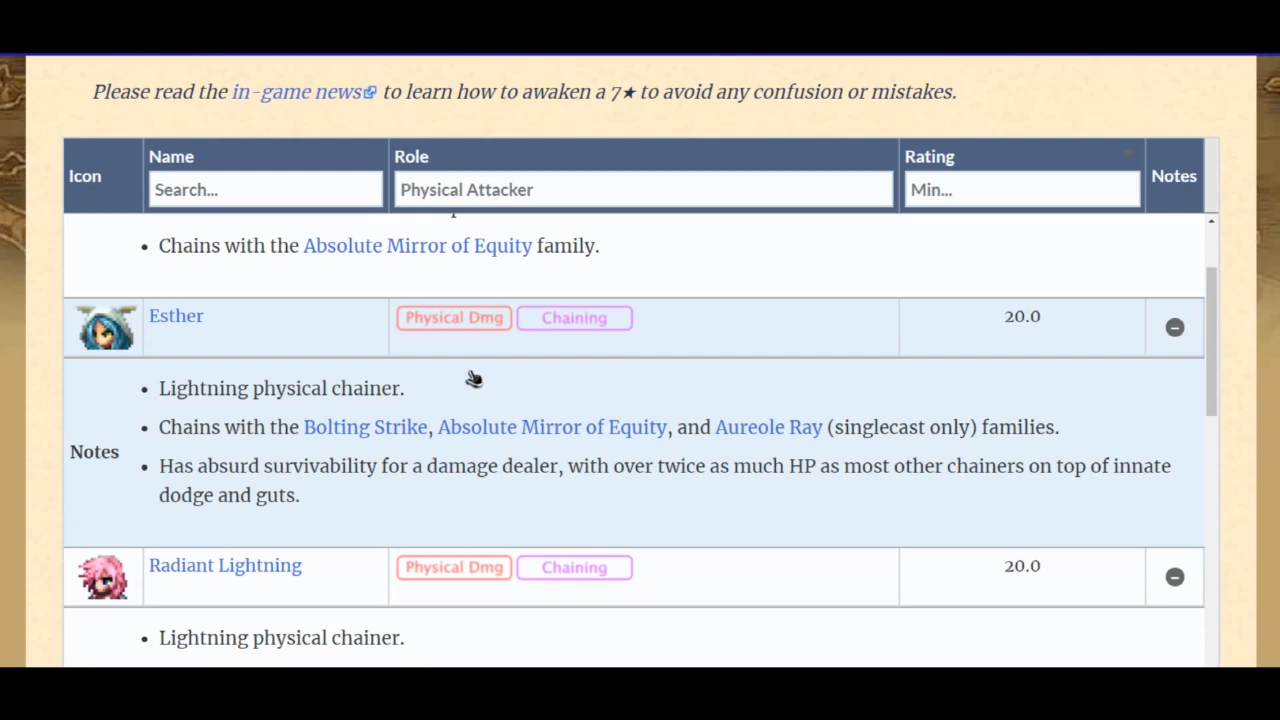 Please read the in-game news to learn how to awaken a 7★ to avoid any confusion or mistakes.
Icon
Name
Role
Rating
Notes
Search...
Physical Attacker
Min...
• Chains with the Absolute Mirror of Equity family.
Esther
Physical Dmg
Chaining
20.0
Notes
• Lightning physical chainer.
• Chains with the Bolting Strike, Absolute Mirror of Equity, and Aureole Ray (singlecast only) families.
• Has absurd survivability for a damage dealer, with over twice as much HP as most other chainers on top of innate
dodge and guts.
Radiant Lightning
Physical Dmg
Chaining
20.0
• Lightning physical chainer.